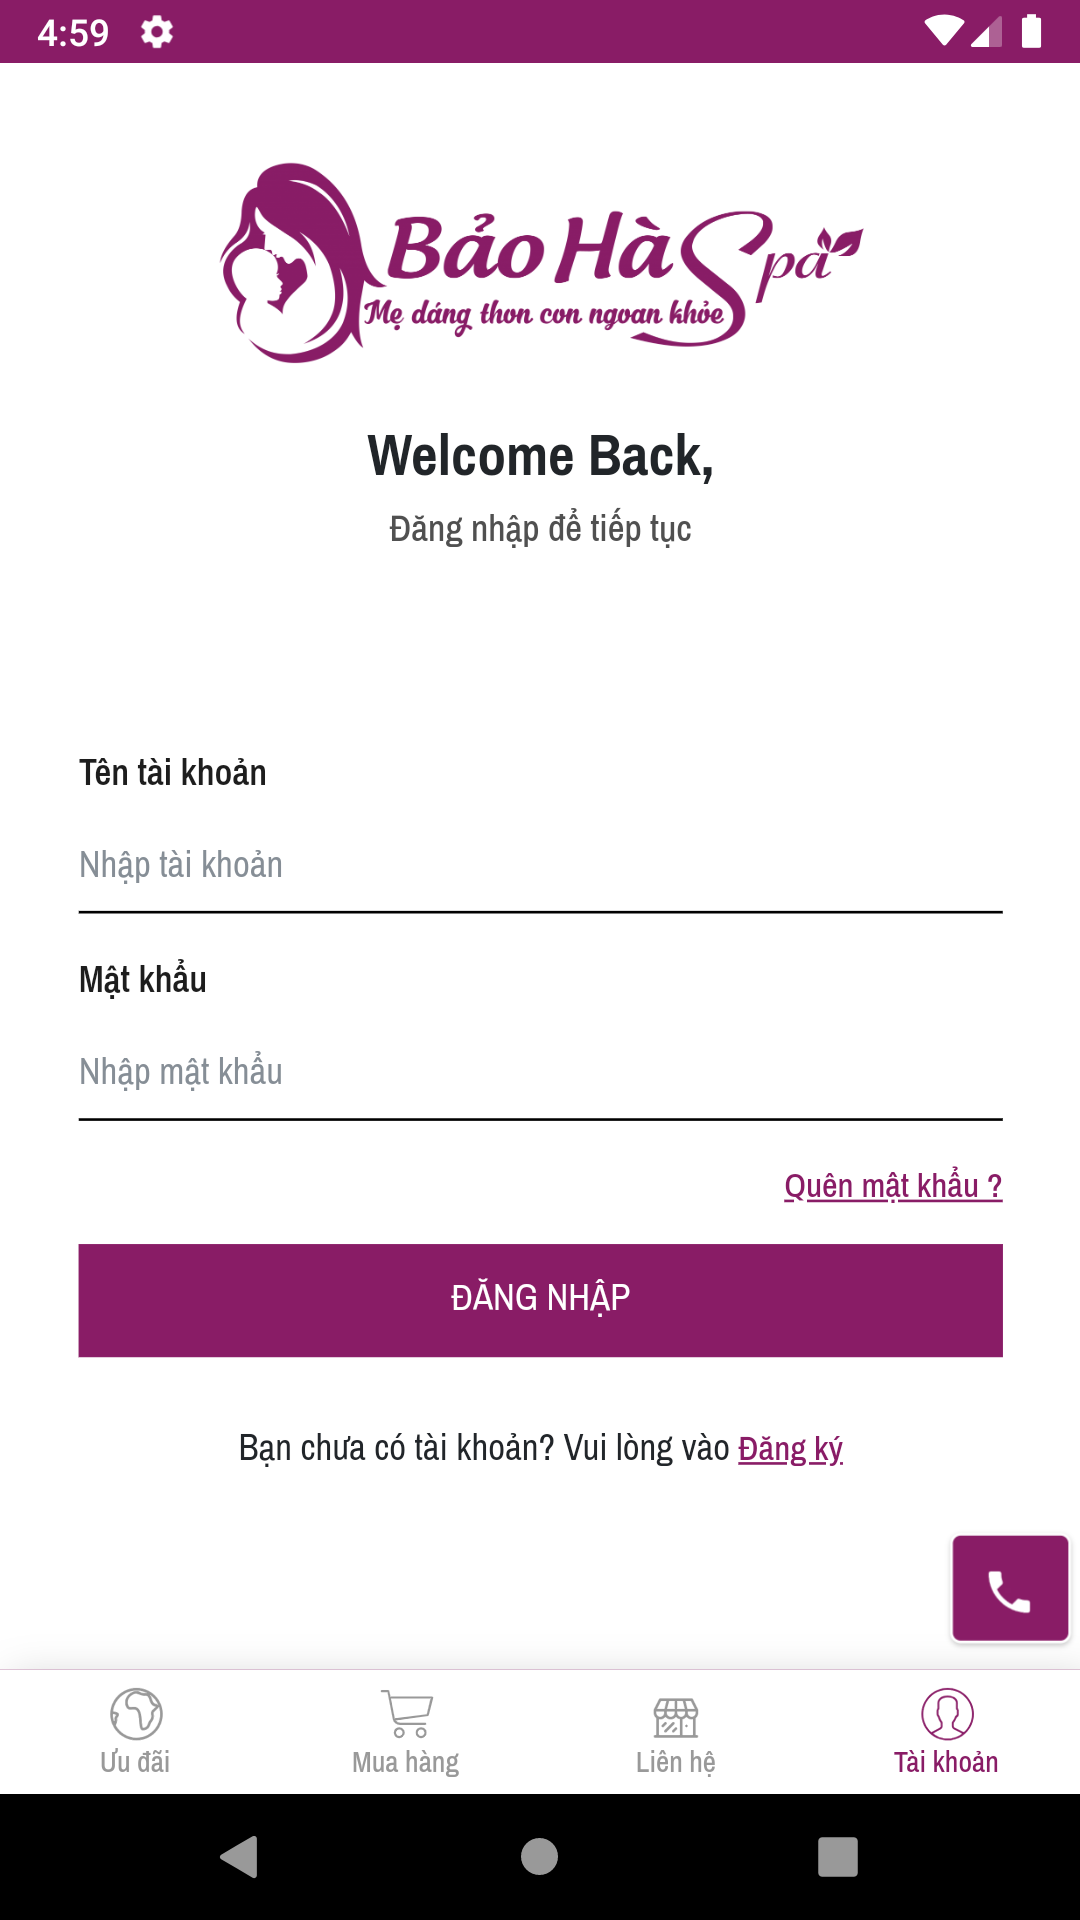 4:59
Bảo Hà Spa
Mẹ dáng thon con ngoan khỏe
Welcome Back,
Đăng nhập để tiếp tục
Tên tài khoản
Nhập tài khoản
Mật khẩu
Nhập mật khẩu
Quên mật khẩu ?
ĐĂNG NHẬP
Bạn chưa có tài khoản? Vui lòng vào Đăng ký
Ưu đãi
Mua hàng
Liên hệ
Tài khoản